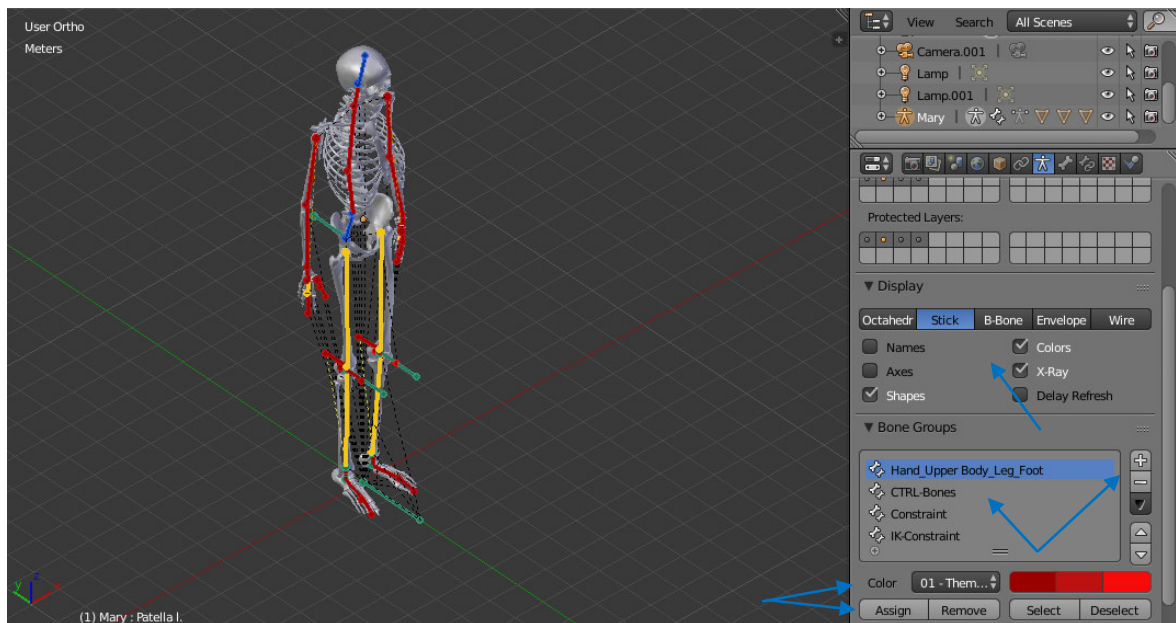 User Ortho
Meters
View Search All Scenes
Camera.001
Lamp
Lamp.001
Mary
Protected Layers:
Display
Octahedr Stick B-Bone Envelope Wire
Names Colors
Axes X-Ray
Shapes Delay Refresh
Bone Groups
Hand_Upper Body_Leg_Foot
CTRL-Bones
Constraint
IK-Constraint
Color 01 - Them...
Assign Remove Select Deselect
y z x
(1) Mary : Patella l.